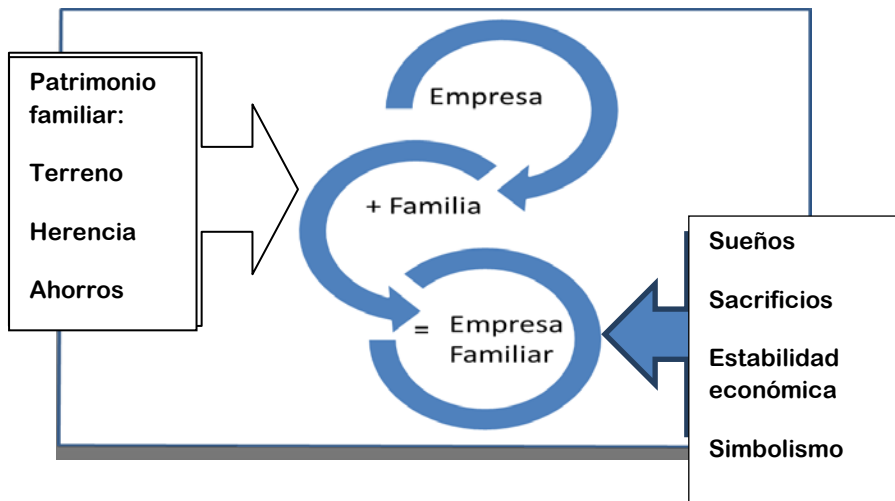 Patrimonio
familiar:
Terreno
Herencia
Ahorros
Empresa
+ Familia
= Empresa
Familiar
Sueños
Sacrificios
Estabilidad
económica
Simbolismo